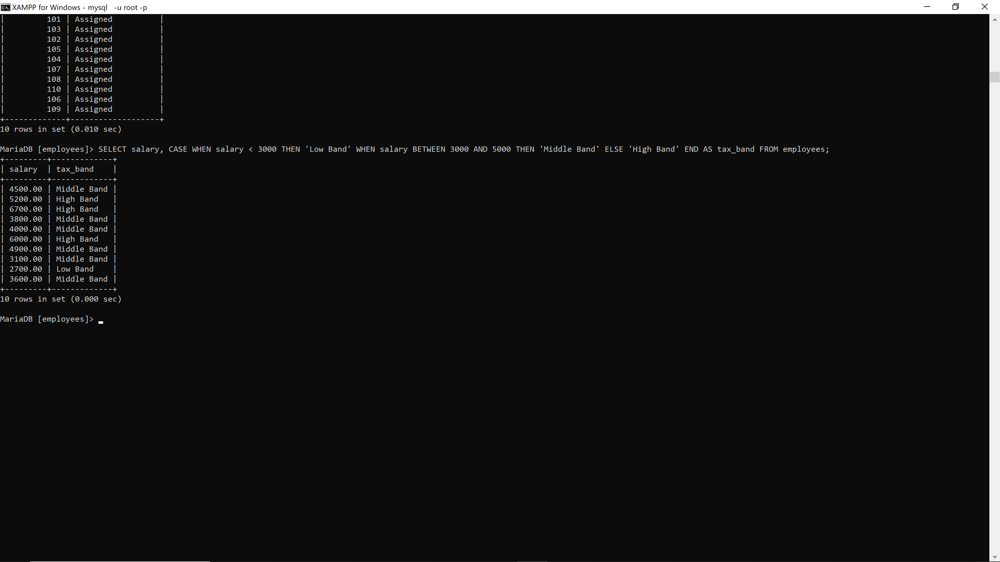 XAMPP for Windows - mysql  -u root -p
|         101 | Assigned          |
|         103 | Assigned          |
|         102 | Assigned          |
|         105 | Assigned          |
|         104 | Assigned          |
|         107 | Assigned          |
|         108 | Assigned          |
|         110 | Assigned          |
|         106 | Assigned          |
|         109 | Assigned          |
+-------------+-------------------+
10 rows in set (0.010 sec)
MariaDB [employees]> SELECT salary, CASE WHEN salary < 3000 THEN 'Low Band' WHEN salary BETWEEN 3000 AND 5000 THEN 'Middle Band' ELSE 'High Band' END AS tax_band FROM employees;
+---------+-------------+
| salary  | tax_band    |
+---------+-------------+
| 4500.00 | Middle Band |
| 5200.00 | High Band   |
| 6700.00 | High Band   |
| 3800.00 | Middle Band |
| 4000.00 | Middle Band |
| 6000.00 | High Band   |
| 4900.00 | Middle Band |
| 3100.00 | Middle Band |
| 2700.00 | Low Band    |
| 3600.00 | Middle Band |
+---------+-------------+
10 rows in set (0.000 sec)
MariaDB [employees]>